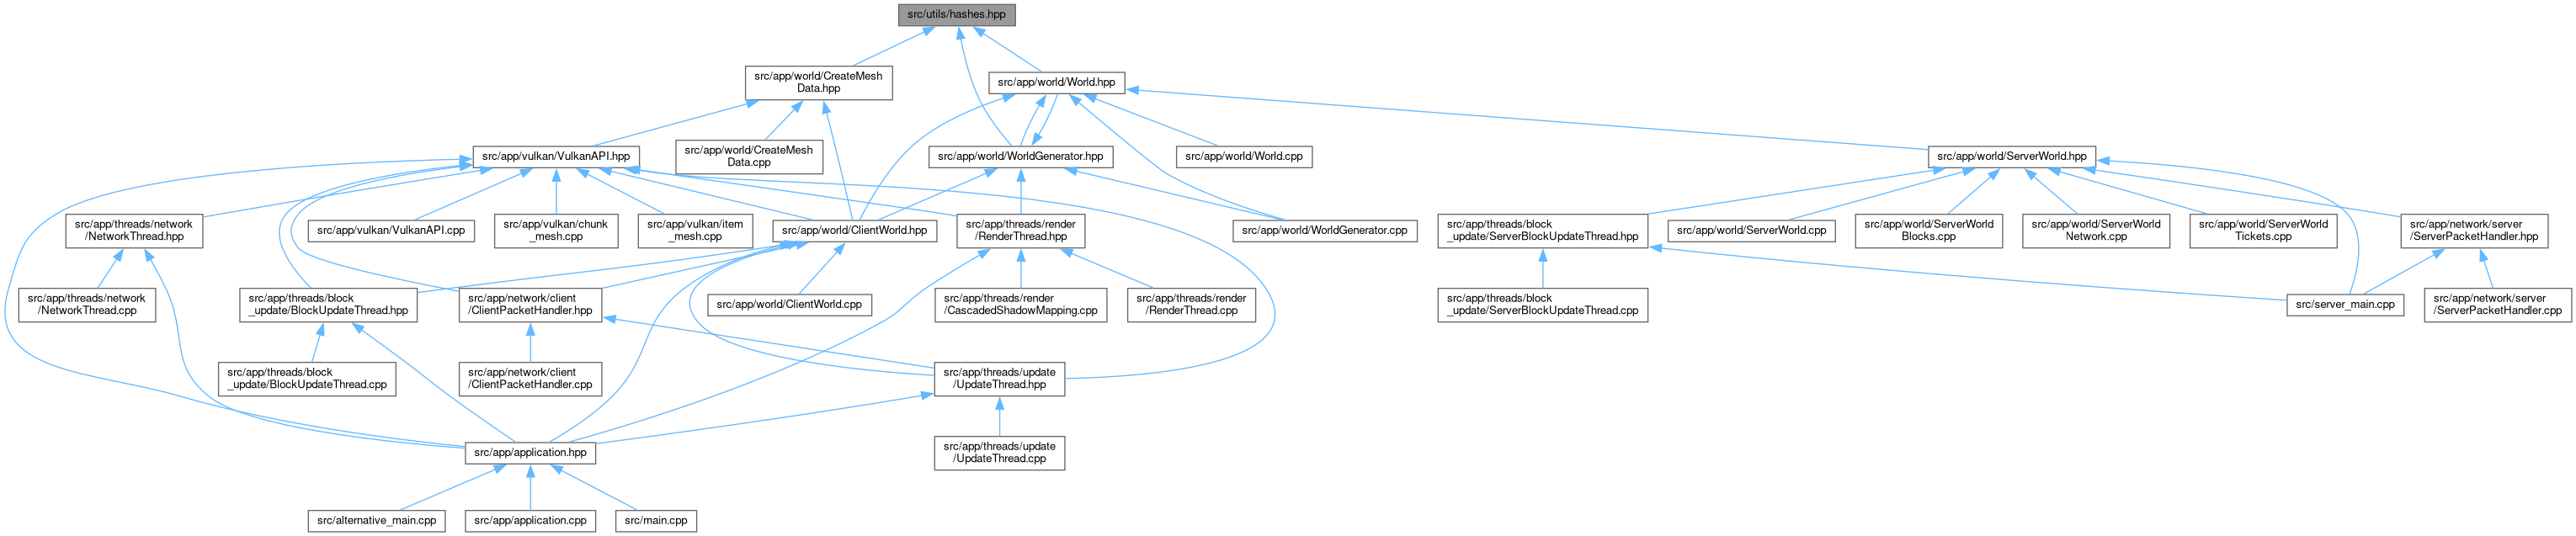 src/utils/hashes.hpp
src/app/world/CreateMesh
Data.hpp
src/app/world/World.hpp
src/app/vulkan/VulkanAPI.hpp
src/app/world/CreateMesh
Data.cpp
src/app/world/WorldGenerator.hpp
src/app/world/World.cpp
src/app/world/ServerWorld.hpp
src/app/threads/network
/NetworkThread.hpp
src/app/vulkan/VulkanAPI.cpp
src/app/vulkan/chunk
_mesh.cpp
src/app/vulkan/item
_mesh.cpp
src/app/world/ClientWorld.hpp
src/app/threads/render
/RenderThread.hpp
src/app/world/WorldGenerator.cpp
src/app/threads/block
_update/ServerBlockUpdateThread.hpp
src/app/world/ServerWorld.cpp
src/app/world/ServerWorld
Blocks.cpp
src/app/world/ServerWorld
Network.cpp
src/app/world/ServerWorld
Tickets.cpp
src/app/network/server
/ServerPacketHandler.hpp
src/app/threads/network
/NetworkThread.cpp
src/app/threads/block
_update/BlockUpdateThread.hpp
src/app/network/client
/ClientPacketHandler.hpp
src/app/world/ClientWorld.cpp
src/app/threads/render
/CascadedShadowMapping.cpp
src/app/threads/render
/RenderThread.cpp
src/app/threads/block
_update/ServerBlockUpdateThread.cpp
src/server_main.cpp
src/app/network/server
/ServerPacketHandler.cpp
src/app/threads/block
_update/BlockUpdateThread.cpp
src/app/network/client
/ClientPacketHandler.cpp
src/app/threads/update
/UpdateThread.hpp
src/app/application.hpp
src/app/threads/update
/UpdateThread.cpp
src/alternative_main.cpp
src/app/application.cpp
src/main.cpp